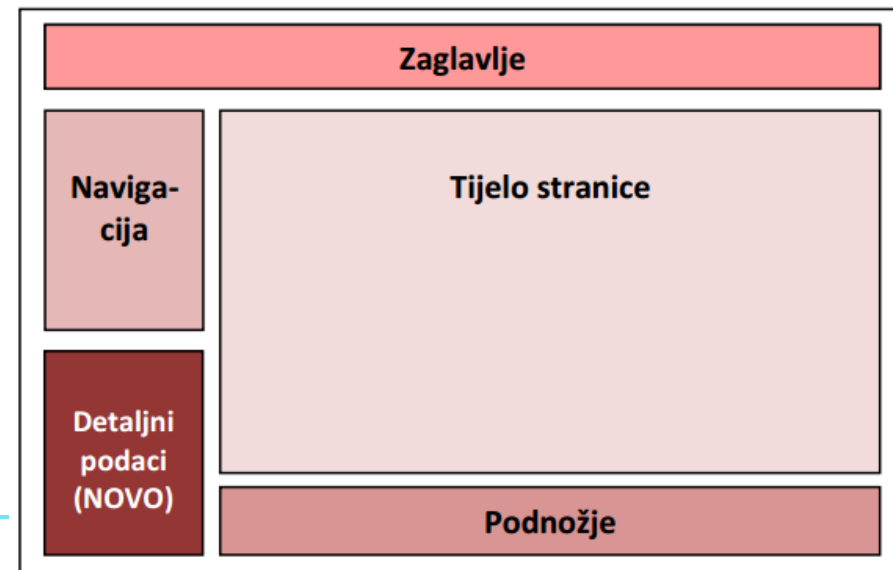 Zaglavlje
Naviga-
cija
Tijelo stranice
Detaljni
podaci
(NOVO)
Podnožje